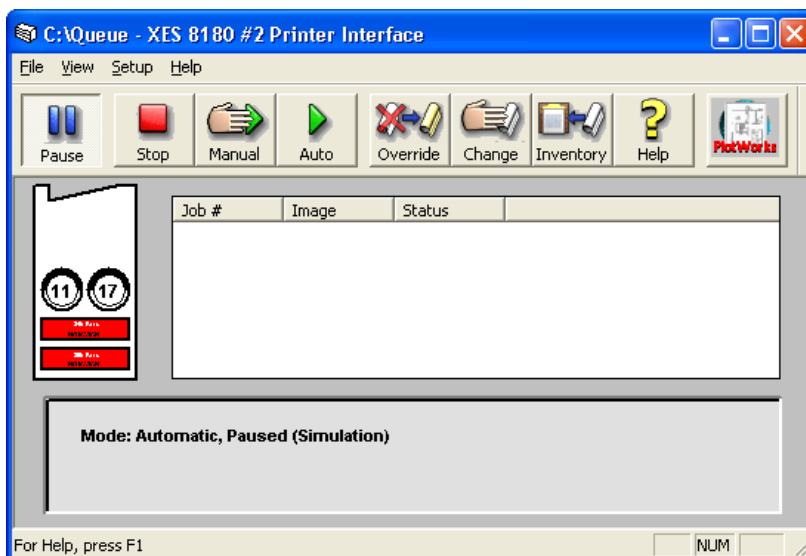 C:\Queue - XES 8180 #2 Printer Interface
File View Setup Help
Pause Stop Manual Auto Override Change Inventory Help PlotWorks
Job # Image Status
11 17
Mode: Automatic, Paused (Simulation)
For Help, press F1 NUM